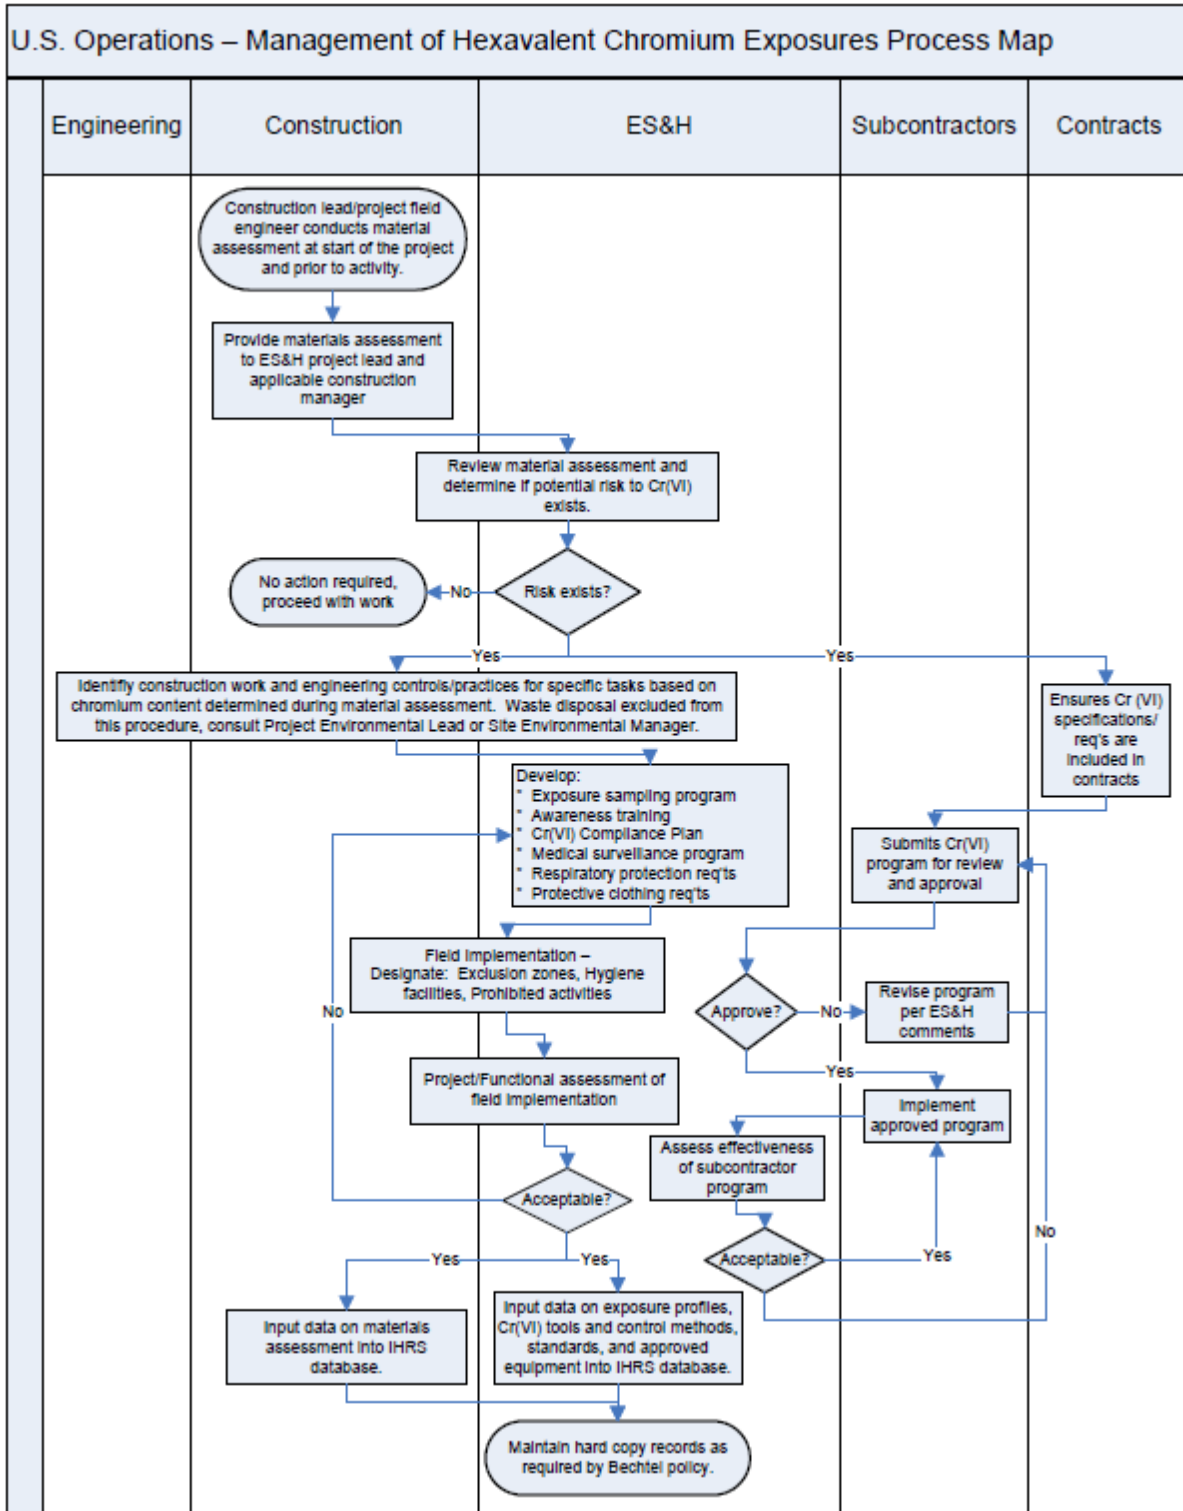 U.S. Operations – Management of Hexavalent Chromium Exposures Process Map
Engineering
Construction
ES&H
Subcontractors
Contracts
Construction lead/project field
engineer conducts material
assessment at start of the project
and prior to activity.
Provide materials assessment
to ES&H project lead and
applicable construction
manager
Review material assessment and
determine if potential risk to Cr(VI)
exists.
Risk exists?
No
No action required,
proceed with work
Yes
Yes
Identifiy construction work and engineering controls/practices for specific tasks based on
chromium content determined during material assessment. Waste disposal excluded from
this procedure, consult Project Environmental Lead or Site Environmental Manager.
Ensures Cr (VI)
specifications/
req's are
included in
contracts
Develop:
* Exposure sampling program
* Awareness training
* Cr(VI) Compliance Plan
* Medical surveillance program
* Respiratory protection req'ts
* Protective clothing req'ts
Submits Cr(VI)
program for review
and approval
Field Implementation –
Designate: Exclusion zones, Hygiene
facilities, Prohibited activities
No
Approve?
No
Revise program
per ES&H
comments
Yes
Project/Functional assessment of
field implementation
Implement
approved program
Assess effectiveness
of subcontractor
program
Acceptable?
Acceptable?
Yes
No
Yes
Yes
Input data on materials
assessment into IHRS
database.
Input data on exposure profiles,
Cr(VI) tools and control methods,
standards, and approved
equipment into IHRS database.
Maintain hard copy records as
required by Bechtel policy.